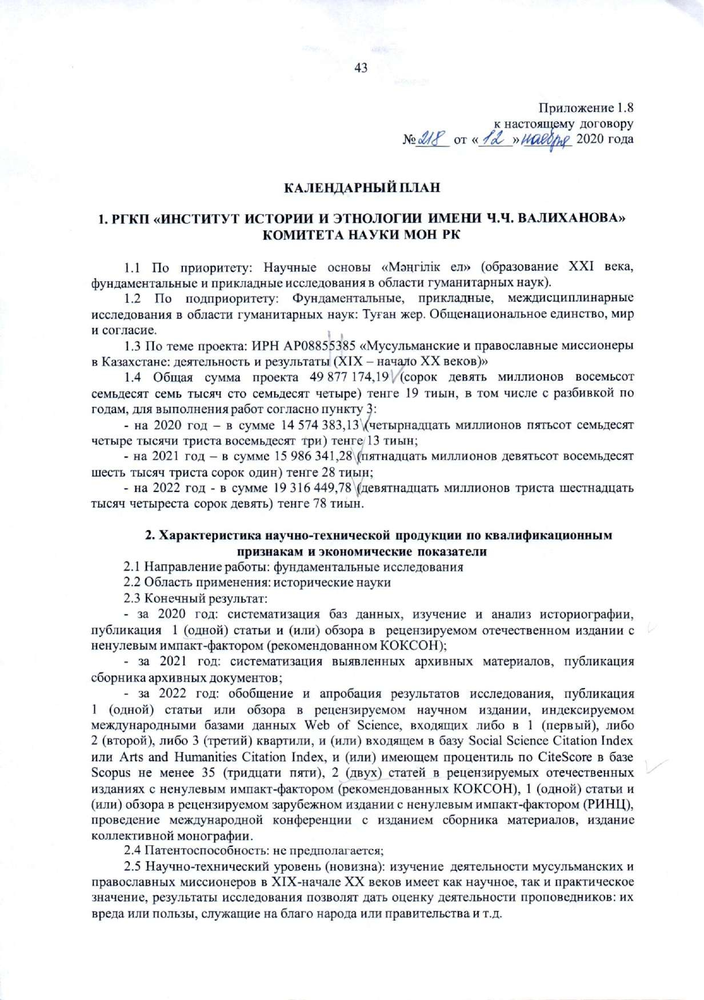 43
Приложение 1.8
к настоящему договору
№ 218 от « 12 » ноября 2020 года
КАЛЕНДАРНЫЙ ПЛАН
1. РГКП «ИНСТИТУТ ИСТОРИИ И ЭТНОЛОГИИ ИМЕНИ Ч.Ч. ВАЛИХАНОВА»
КОМИТЕТА НАУКИ МОН РК
1.1 По приоритету: Научные основы «Мәңгілік ел» (образование XXI века,
фундаментальные и прикладные исследования в области гуманитарных наук).
1.2 По подприоритету: Фундаментальные, прикладные, междисциплинарные
исследования в области гуманитарных наук: Туған жер. Общенациональное единство, мир
и согласие.
1.3 По теме проекта: ИРН АР08855385 «Мусульманские и православные миссионеры
в Казахстане: деятельность и результаты (XIX – начало XX веков)»
1.4 Общая сумма проекта 49 877 174,19 (сорок девять миллионов восемьсот
семьдесят семь тысяч сто семьдесят четыре) тенге 19 тиын, в том числе с разбивкой по
годам, для выполнения работ согласно пункту 3:
- на 2020 год – в сумме 14 574 383,13 (четырнадцать миллионов пятьсот семьдесят
четыре тысячи триста восемьдесят три) тенге 13 тиын;
- на 2021 год – в сумме 15 986 341,28 (пятнадцать миллионов девятьсот восемьдесят
шесть тысяч триста сорок один) тенге 28 тиын;
- на 2022 год - в сумме 19 316 449,78 (девятнадцать миллионов триста шестнадцать
тысяч четыреста сорок девять) тенге 78 тиын.
2. Характеристика научно-технической продукции по квалификационным
признакам и экономические показатели
2.1 Направление работы: фундаментальные исследования
2.2 Область применения: исторические науки
2.3 Конечный результат:
- за 2020 год: систематизация баз данных, изучение и анализ историографии,
публикация 1 (одной) статьи и (или) обзора в рецензируемом отечественном издании с
ненулевым импакт-фактором (рекомендованном КОКСОН);
- за 2021 год: систематизация выявленных архивных материалов, публикация
сборника архивных документов;
- за 2022 год: обобщение и апробация результатов исследования, публикация
1 (одной) статьи или обзора в рецензируемом научном издании, индексируемом
международными базами данных Web of Science, входящих либо в 1 (первый), либо
2 (второй), либо 3 (третий) квартили, и (или) входящем в базу Social Science Citation Index
или Arts and Humanities Citation Index, и (или) имеющем процентиль по CiteScore в базе
Scopus не менее 35 (тридцати пяти), 2 (двух) статей в рецензируемых отечественных
изданиях с ненулевым импакт-фактором (рекомендованных КОКСОН), 1 (одной) статьи и
(или) обзора в рецензируемом зарубежном издании с ненулевым импакт-фактором (РИНЦ),
проведение международной конференции с изданием сборника материалов, издание
коллективной монографии.
2.4 Патентоспособность: не предполагается;
2.5 Научно-технический уровень (новизна): изучение деятельности мусульманских и
православных миссионеров в XIX-начале XX веков имеет как научное, так и практическое
значение, результаты исследования позволят дать оценку деятельности проповедников: их
вреда или пользы, служащие на благо народа или правительства и т.д.